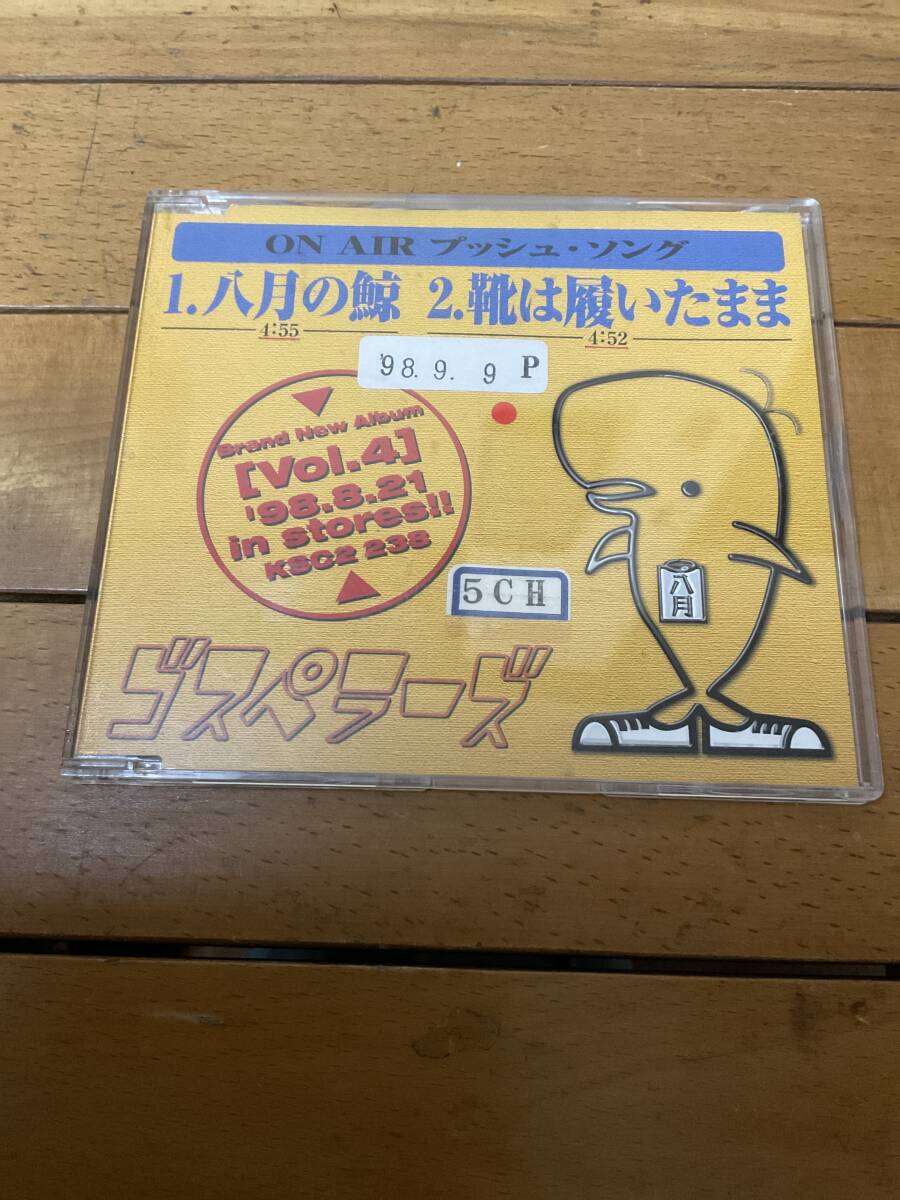 ON AIR プッシュ・ソング
1.八月の鯨 2.靴は履いたまま
4:55 4:52
'98. 9. 9 P
Brand New Album
[Vol.4]
'98.8.21
in stores!!
KSC2 238
5CH
八月
ゴスペラーズ